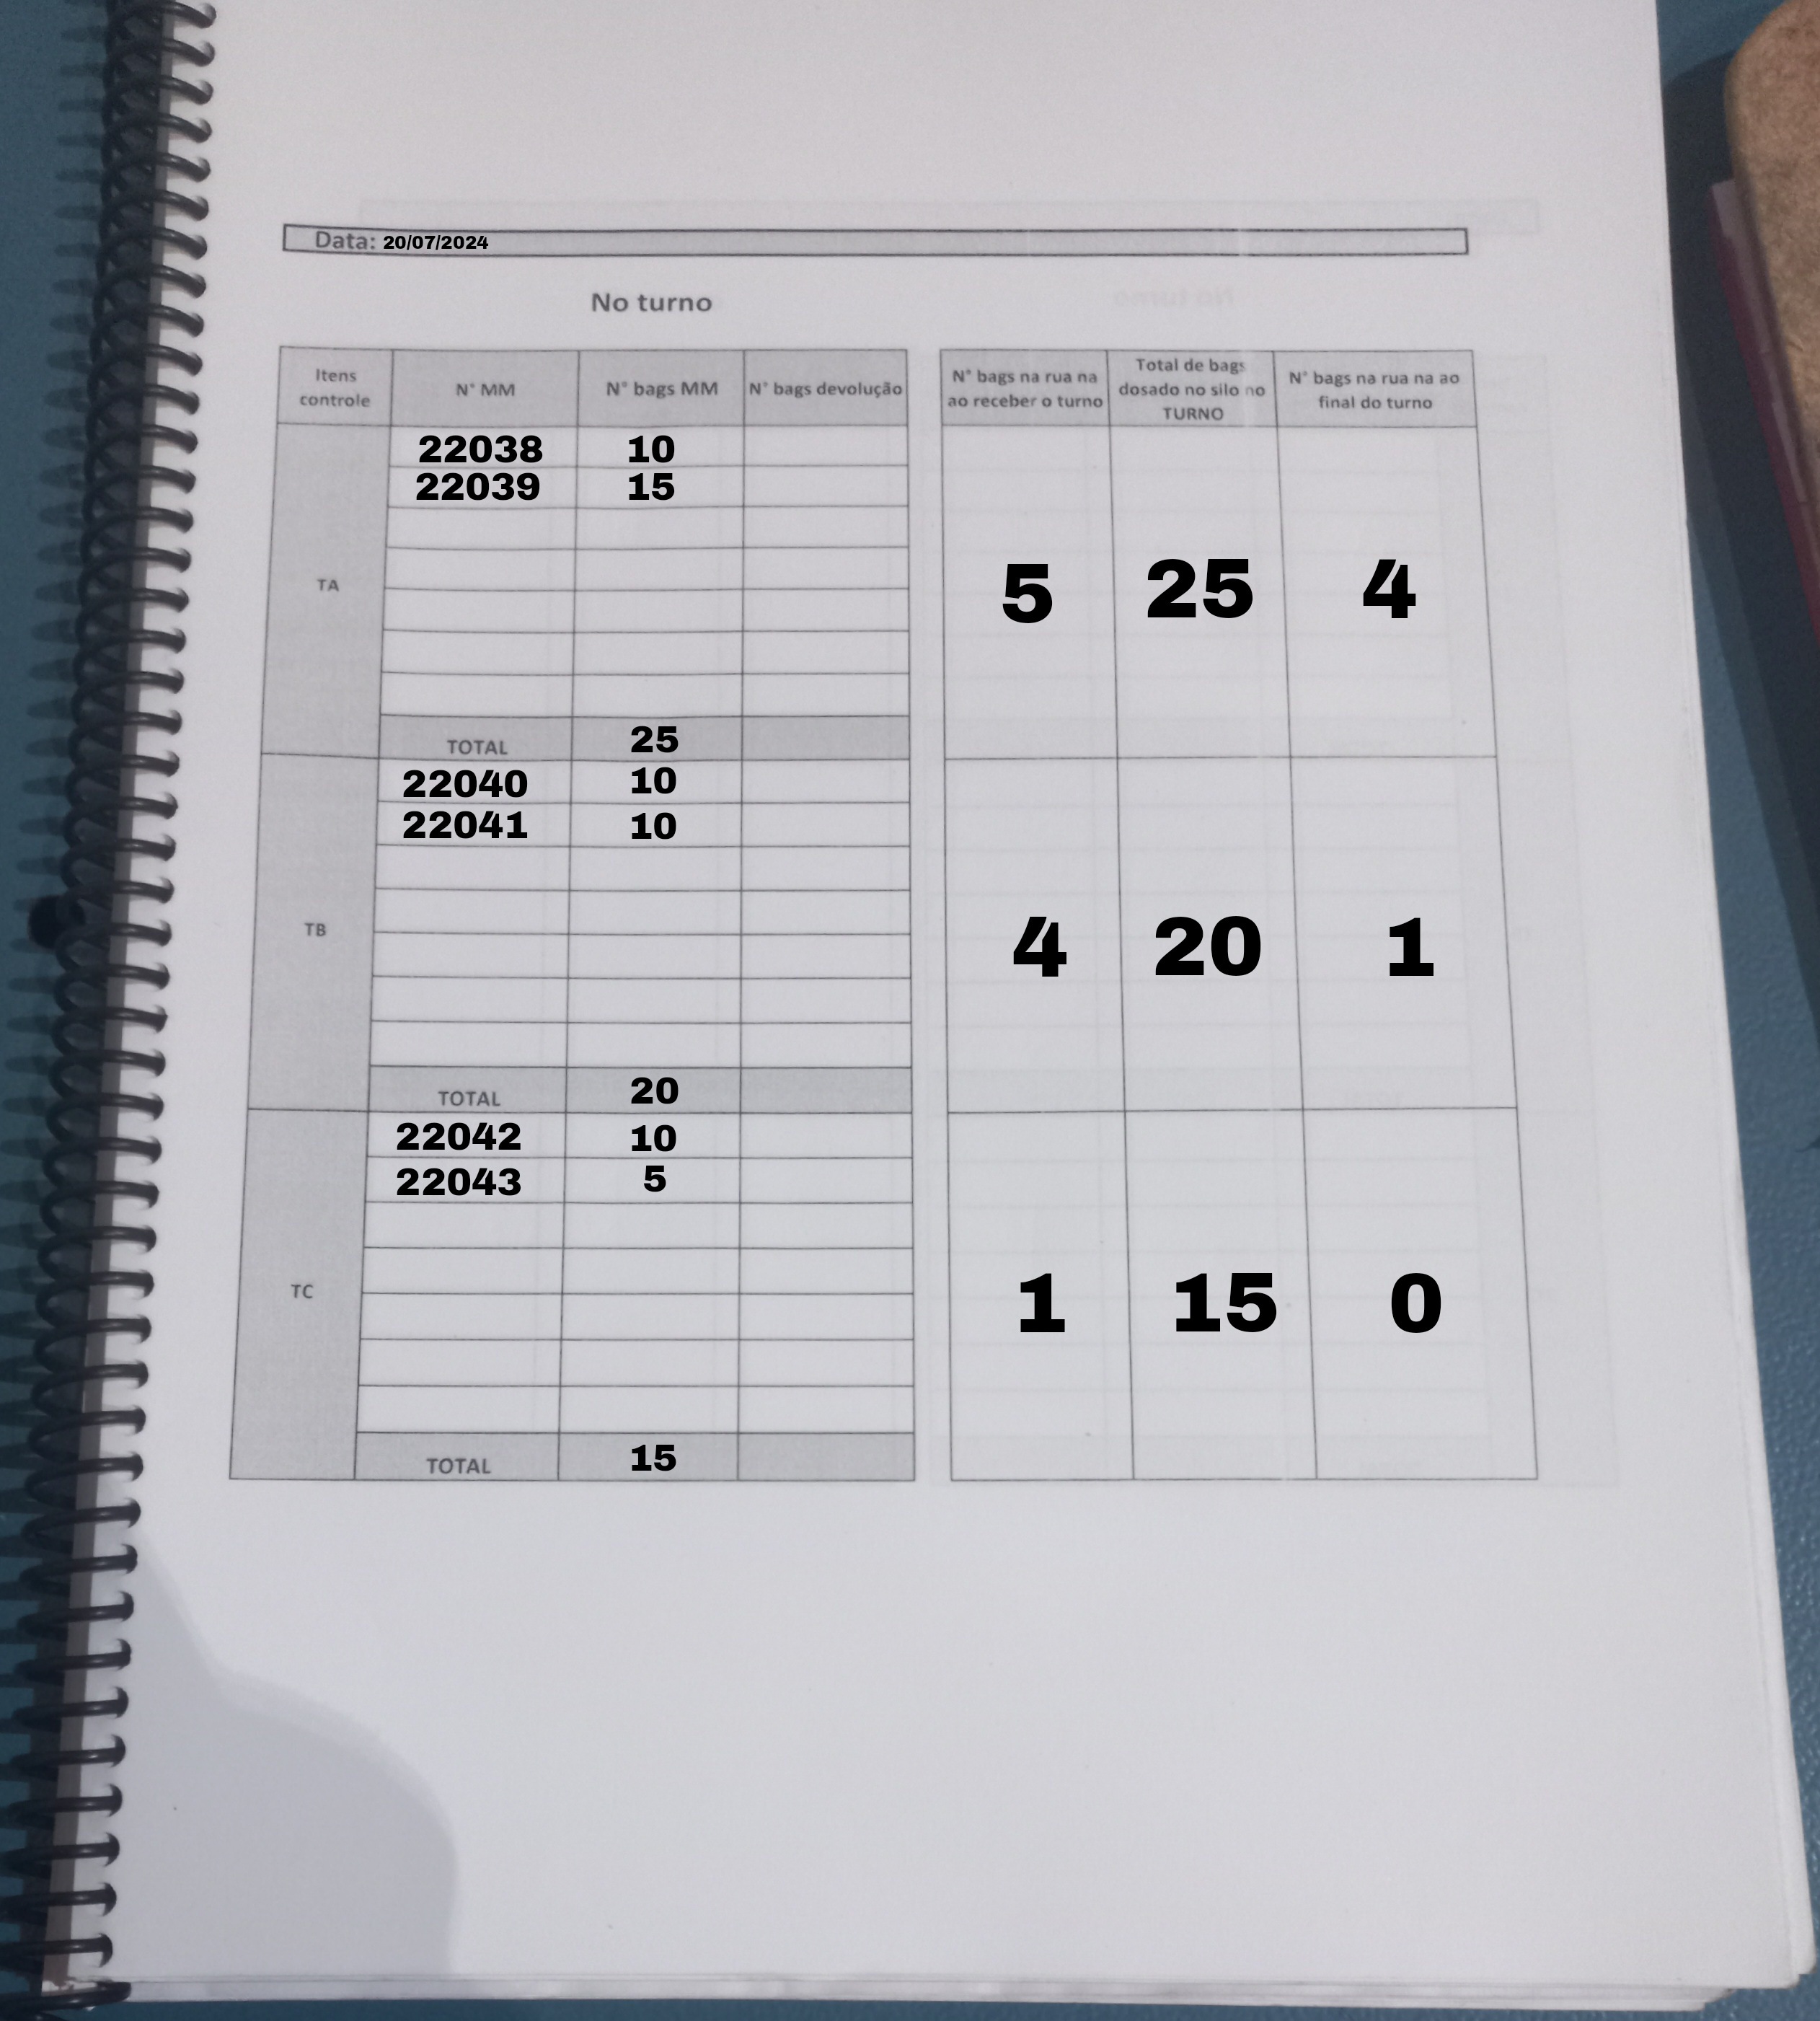 Data: 20/07/2024
No turno
Itens controle N° MM N° bags MM N° bags devolução
TA
22038 10
22039 15
TOTAL 25
TB
22040 10
22041 10
TOTAL 20
TC
22042 10
22043 5
TOTAL 15
N° bags na rua na ao receber o turno Total de bags dosado no silo no TURNO N° bags na rua na ao final do turno
5 25 4
4 20 1
1 15 0